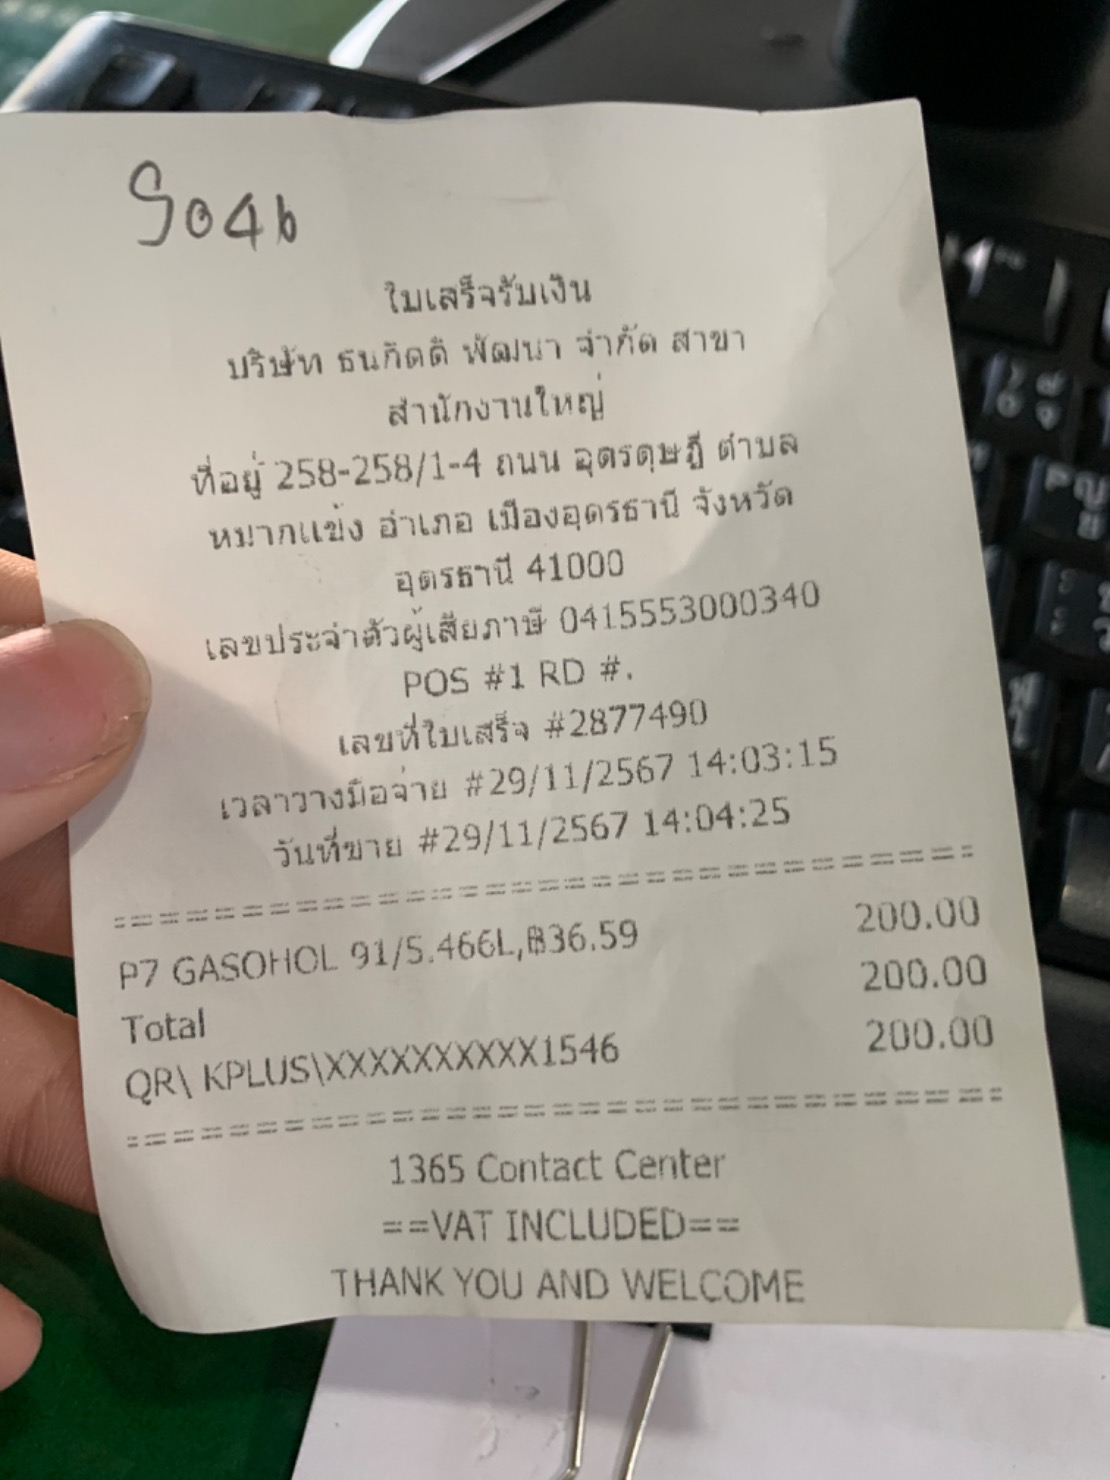 9046
ใบเสร็จรับเงิน
บริษัท ธนกิตติ พัฒนา จำกัด สาขา
สำนักงานใหญ่
ที่อยู่ 258-258/1-4 ถนน อุดรดุษฎี ตำบล
หมากแข้ง อำเภอ เมืองอุดรธานี จังหวัด
อุดรธานี 41000
เลขประจำตัวผู้เสียภาษี 0415553000340
POS #1 RD #.
เลขที่ใบเสร็จ #2877490
เวลาวางมือจ่าย #29/11/2567 14:03:15
วันที่ขาย #29/11/2567 14:04:25
P7 GASOHOL 91/5.466L,฿36.59 200.00
Total 200.00
QR\ KPLUS\XXXXXXXXXX1546 200.00
1365 Contact Center
==VAT INCLUDED==
THANK YOU AND WELCOME